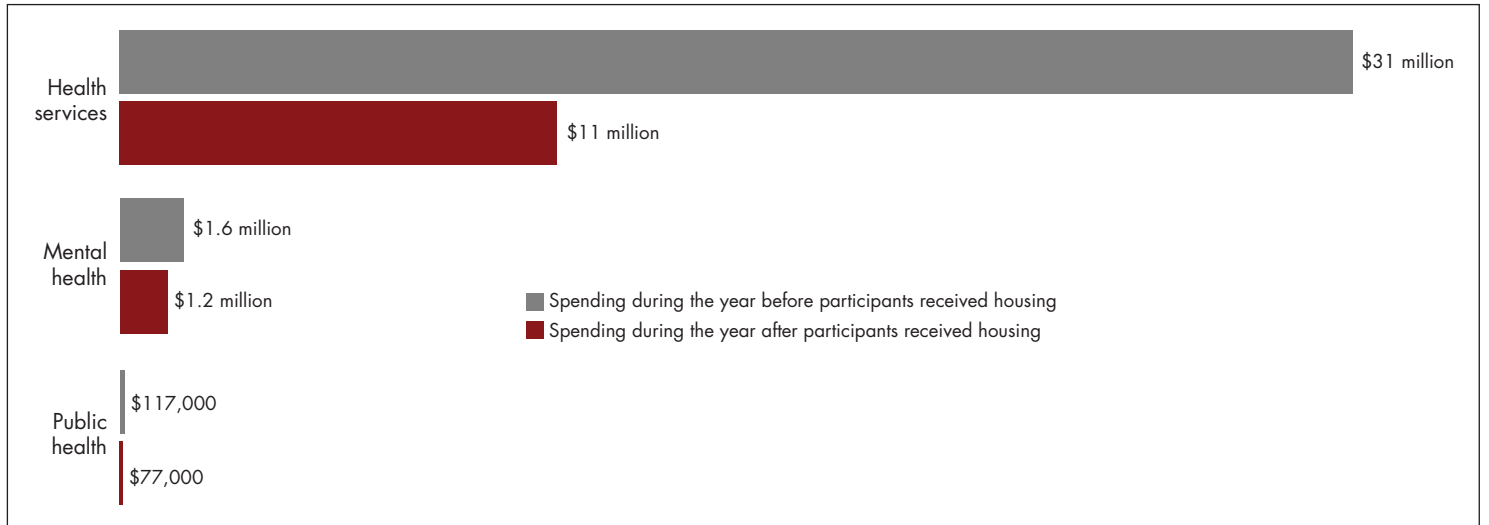 Health
services
$31 million
$11 million
Mental
health
$1.6 million
$1.2 million
Spending during the year before participants received housing
Spending during the year after participants received housing
Public
health
$117,000
$77,000